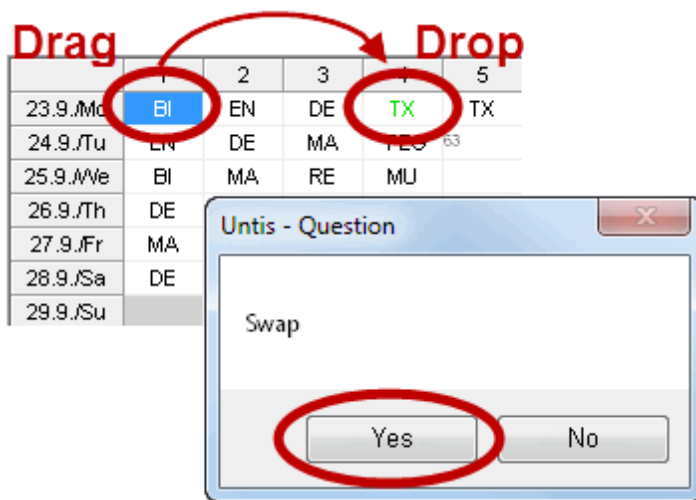 Drag Drop
1 2 3 4 5
23.9./Mo BI EN DE TX TX
24.9./Tu EN DE MA 63
25.9./We BI MA RE MU
26.9./Th DE
27.9./Fr MA
28.9./Sa DE
29.9./Su
Untis - Question
Swap
Yes No